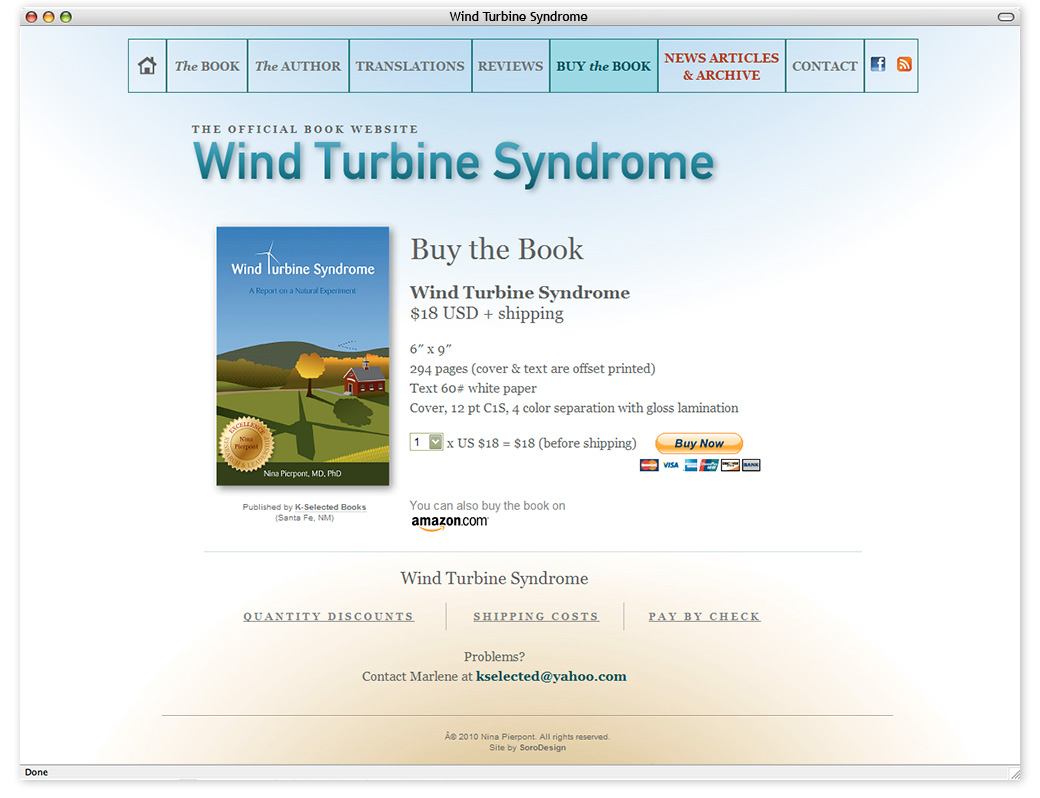 Wind Turbine Syndrome
The BOOK
The AUTHOR
TRANSLATIONS
REVIEWS
BUY the BOOK
NEWS ARTICLES
& ARCHIVE
CONTACT
THE OFFICIAL BOOK WEBSITE
Wind Turbine Syndrome
Wind Turbine Syndrome
A Report on a Natural Experiment
EXCELLENCE
Nina
Pierpont
Nina Pierpont, MD, PhD
Published by K-Selected Books
(Santa Fe, NM)
Buy the Book
Wind Turbine Syndrome
$18 USD + shipping
6″ x 9″
294 pages (cover & text are offset printed)
Text 60# white paper
Cover, 12 pt C1S, 4 color separation with gloss lamination
1 x US $18 = $18 (before shipping) Buy Now
VISA
BANK
You can also buy the book on
amazon.com
Wind Turbine Syndrome
QUANTITY DISCOUNTS
SHIPPING COSTS
PAY BY CHECK
Problems?
Contact Marlene at kselected@yahoo.com
Â© 2010 Nina Pierpont. All rights reserved.
Site by SoroDesign
Done